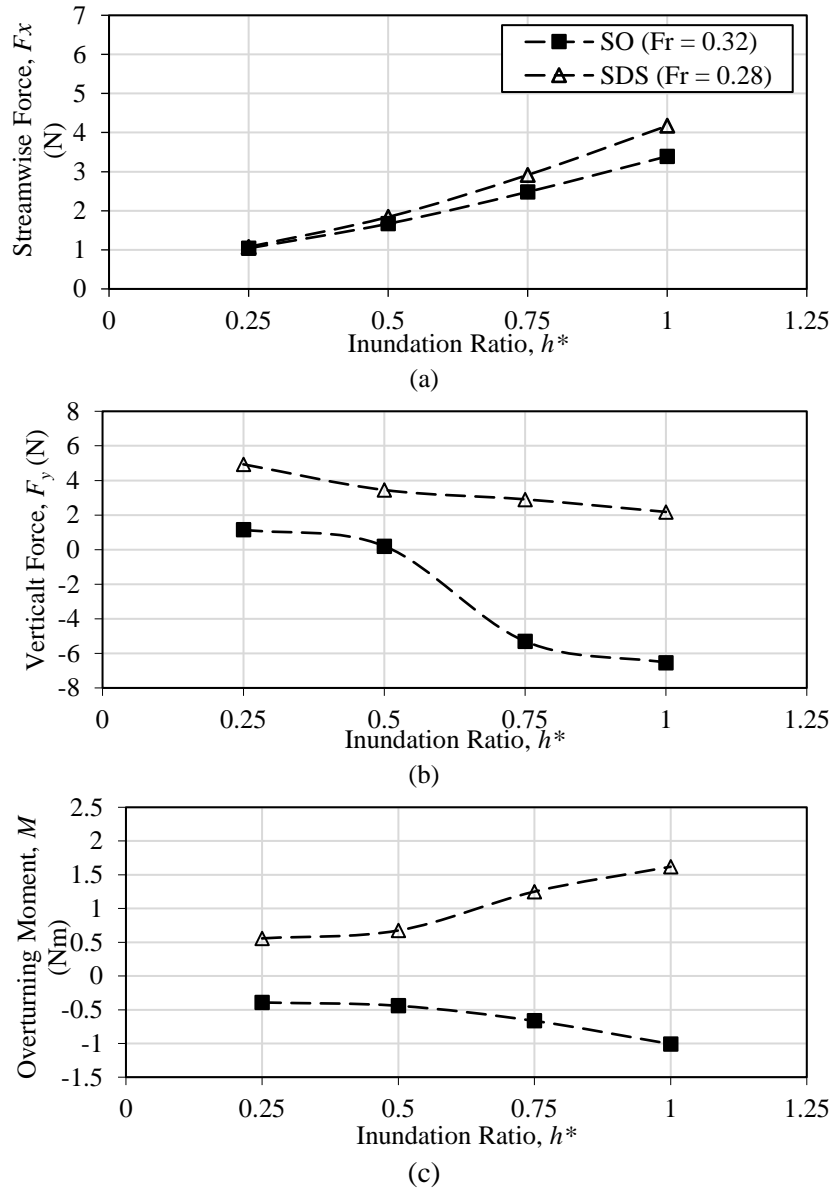 7
6
5
4
3
2
1
0
Streamwise Force, Fx
(N)
SO (Fr = 0.32)
SDS (Fr = 0.28)
0 0.25 0.5 0.75 1 1.25
Inundation Ratio, h*
(a)
8
6
4
2
0
-2
-4
-6
-8
Verticalt Force, F_y (N)
0 0.25 0.5 0.75 1 1.25
Inundation Ratio, h*
(b)
2.5
2
1.5
1
0.5
0
-0.5
-1
-1.5
Overturning Moment, M
(Nm)
0 0.25 0.5 0.75 1 1.25
Inundation Ratio, h*
(c)